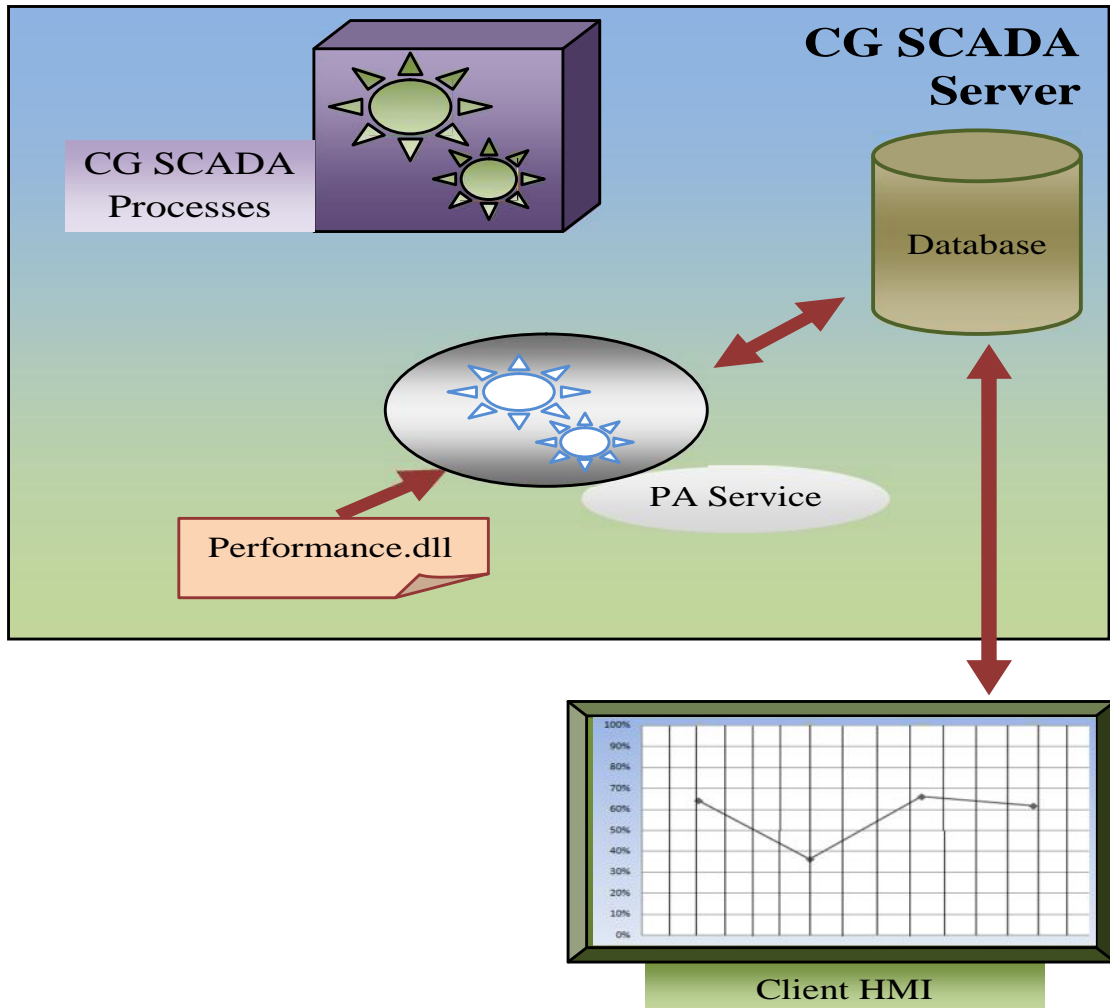 CG SCADA
Server
CG SCADA
Processes
Database
PA Service
Performance.dll
100%
90%
80%
70%
60%
50%
40%
30%
20%
10%
0%
Client HMI